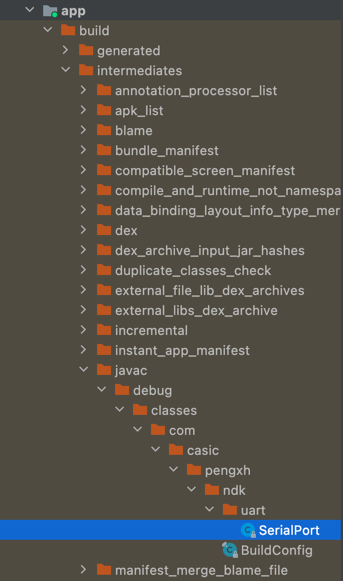 app
build
generated
intermediates
annotation_processor_list
apk_list
blame
bundle_manifest
compatible_screen_manifest
compile_and_runtime_not_namespa
data_binding_layout_info_type_mer
dex
dex_archive_input_jar_hashes
duplicate_classes_check
external_file_lib_dex_archives
external_libs_dex_archive
incremental
instant_app_manifest
javac
debug
classes
com
casic
pengxh
ndk
uart
SerialPort
BuildConfig
manifest_merge_blame_file